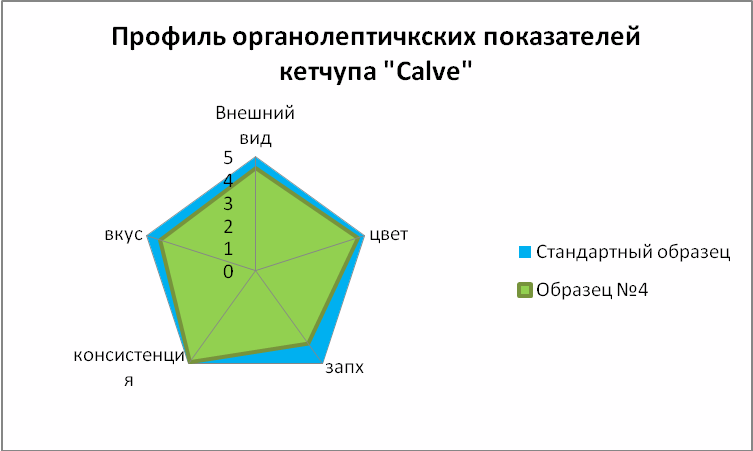 Профиль органолептичкских показателей
кетчупа "Calve"
Внешний
вид
5
4
3
2
1
0
вкус
цвет
консистенци
я
запх
Стандартный образец
Образец №4